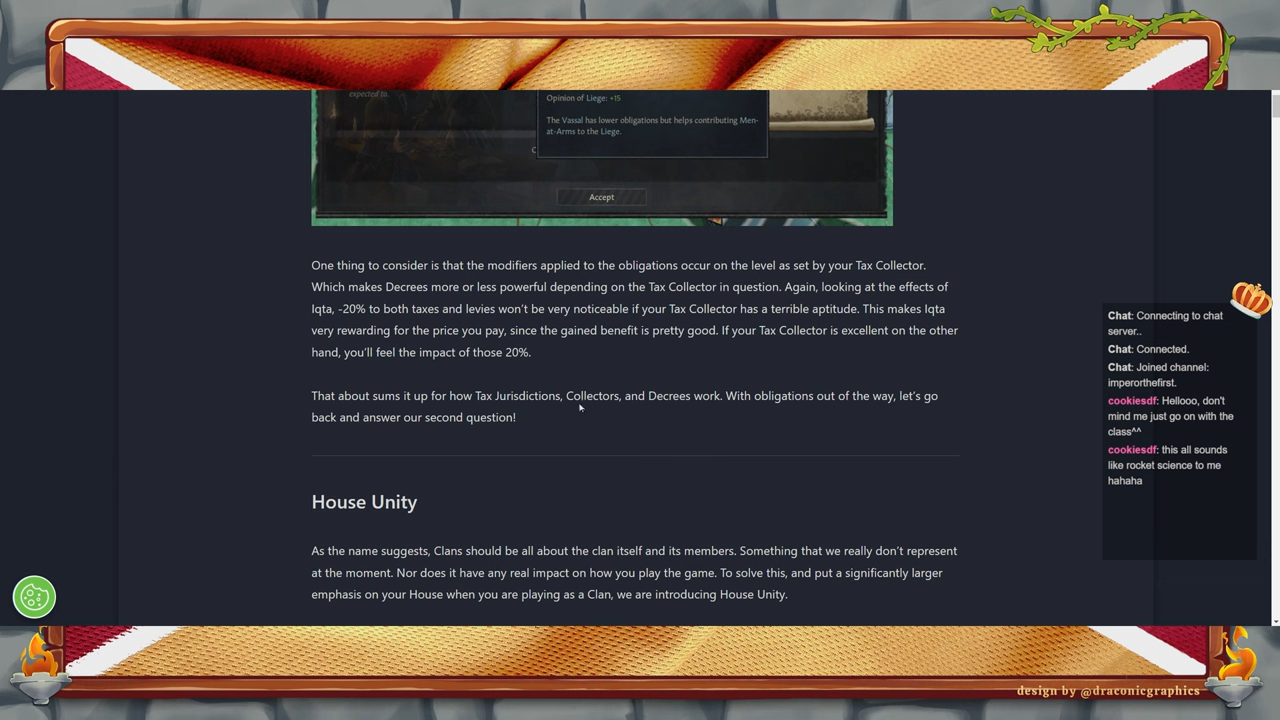 expected to.
Opinion of Liege: +15
The Vassal has lower obligations but helps contributing Men-
at-Arms to the Liege.
Accept
One thing to consider is that the modifiers applied to the obligations occur on the level as set by your Tax Collector.
Which makes Decrees more or less powerful depending on the Tax Collector in question. Again, looking at the effects of
Iqta, -20% to both taxes and levies won’t be very noticeable if your Tax Collector has a terrible aptitude. This makes Iqta
very rewarding for the price you pay, since the gained benefit is pretty good. If your Tax Collector is excellent on the other
hand, you’ll feel the impact of those 20%.
That about sums it up for how Tax Jurisdictions, Collectors, and Decrees work. With obligations out of the way, let’s go
back and answer our second question!
House Unity
As the name suggests, Clans should be all about the clan itself and its members. Something that we really don’t represent
at the moment. Nor does it have any real impact on how you play the game. To solve this, and put a significantly larger
emphasis on your House when you are playing as a Clan, we are introducing House Unity.
Chat: Connecting to chat
server..
Chat: Connected.
Chat: Joined channel:
imperorthefirst.
cookiesdf: Hellooo, don't
mind me just go on with the
class^^
cookiesdf: this all sounds
like rocket science to me
hahaha
design by @draconicgraphics